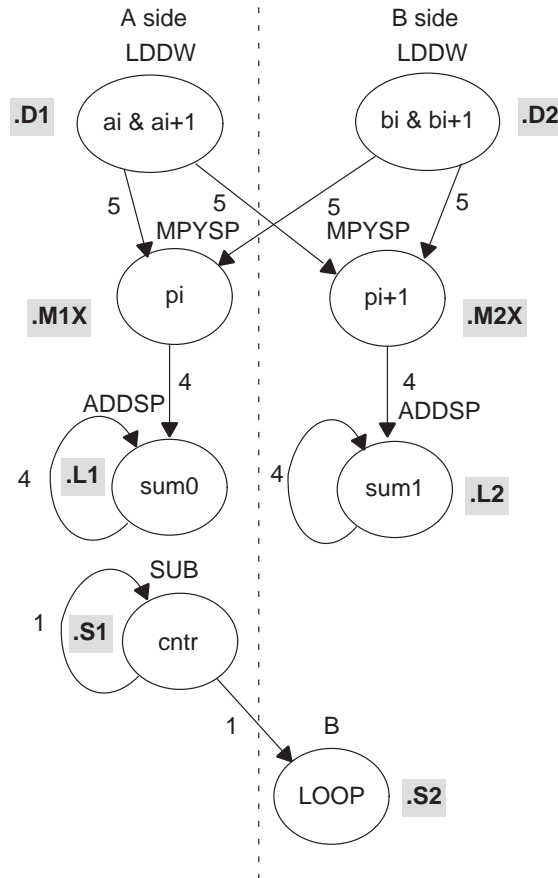 A side
B side
LDDW
LDDW
.D1
ai & ai+1
bi & bi+1
.D2
5
5
5
5
MPYSP
MPYSP
pi
pi+1
.M1X
.M2X
4
4
ADDSP
ADDSP
4
.L1
sum0
4
sum1
.L2
SUB
1
.S1
cntr
1
B
LOOP
.S2